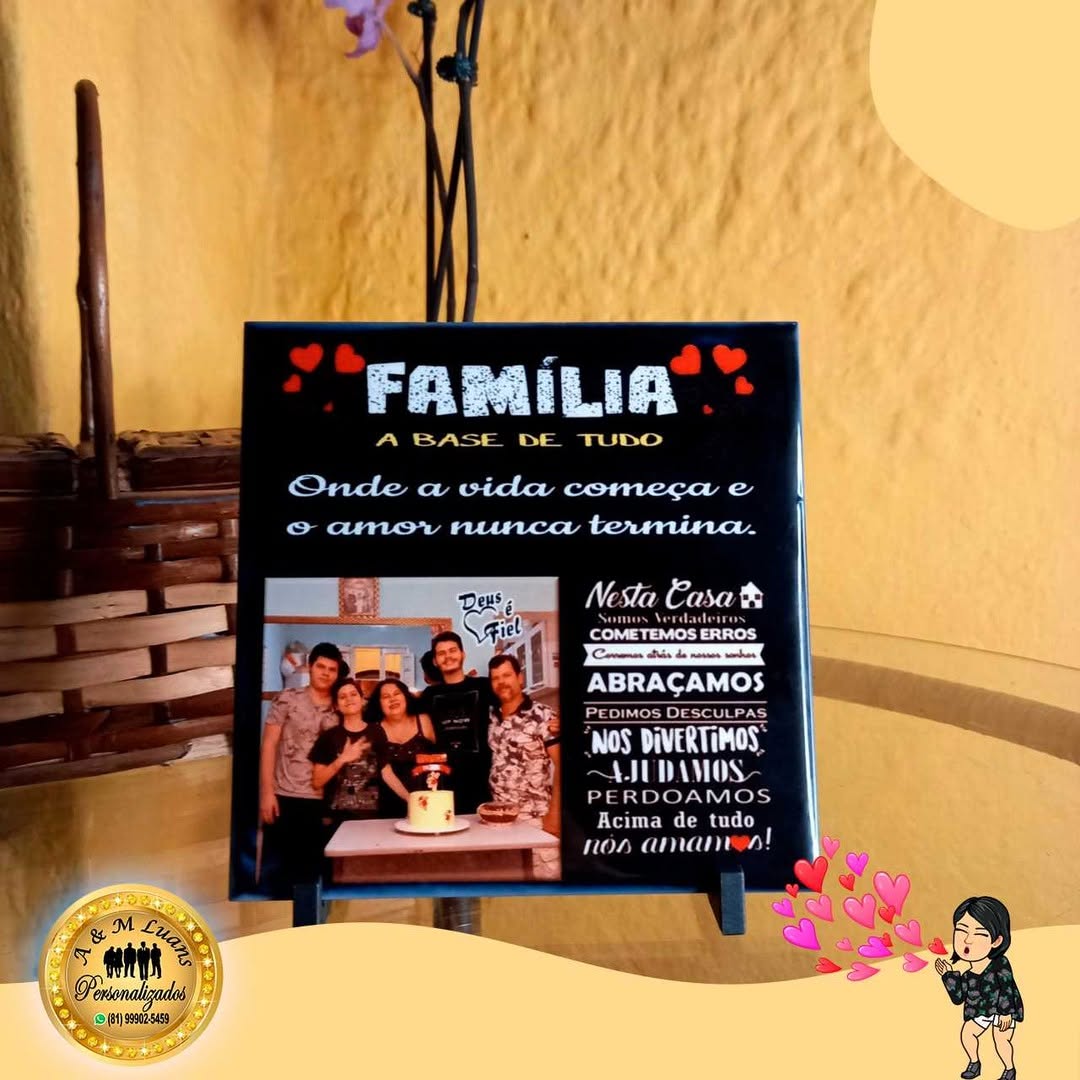 FAMÍLIA
A BASE DE TUDO
Onde a vida começa e
o amor nunca termina.
Deus
é
Fiel
Nesta Casa
Somos Verdadeiros
COMETEMOS ERROS
Corremos atrás de nossos sonhos
ABRAÇAMOS
PEDIMOS DESCULPAS
NOS DIVERTIMOS
AJUDAMOS
PERDOAMOS
Acima de tudo
nós amamos!
A & M Luans
Personalizados
(81) 99902-5459